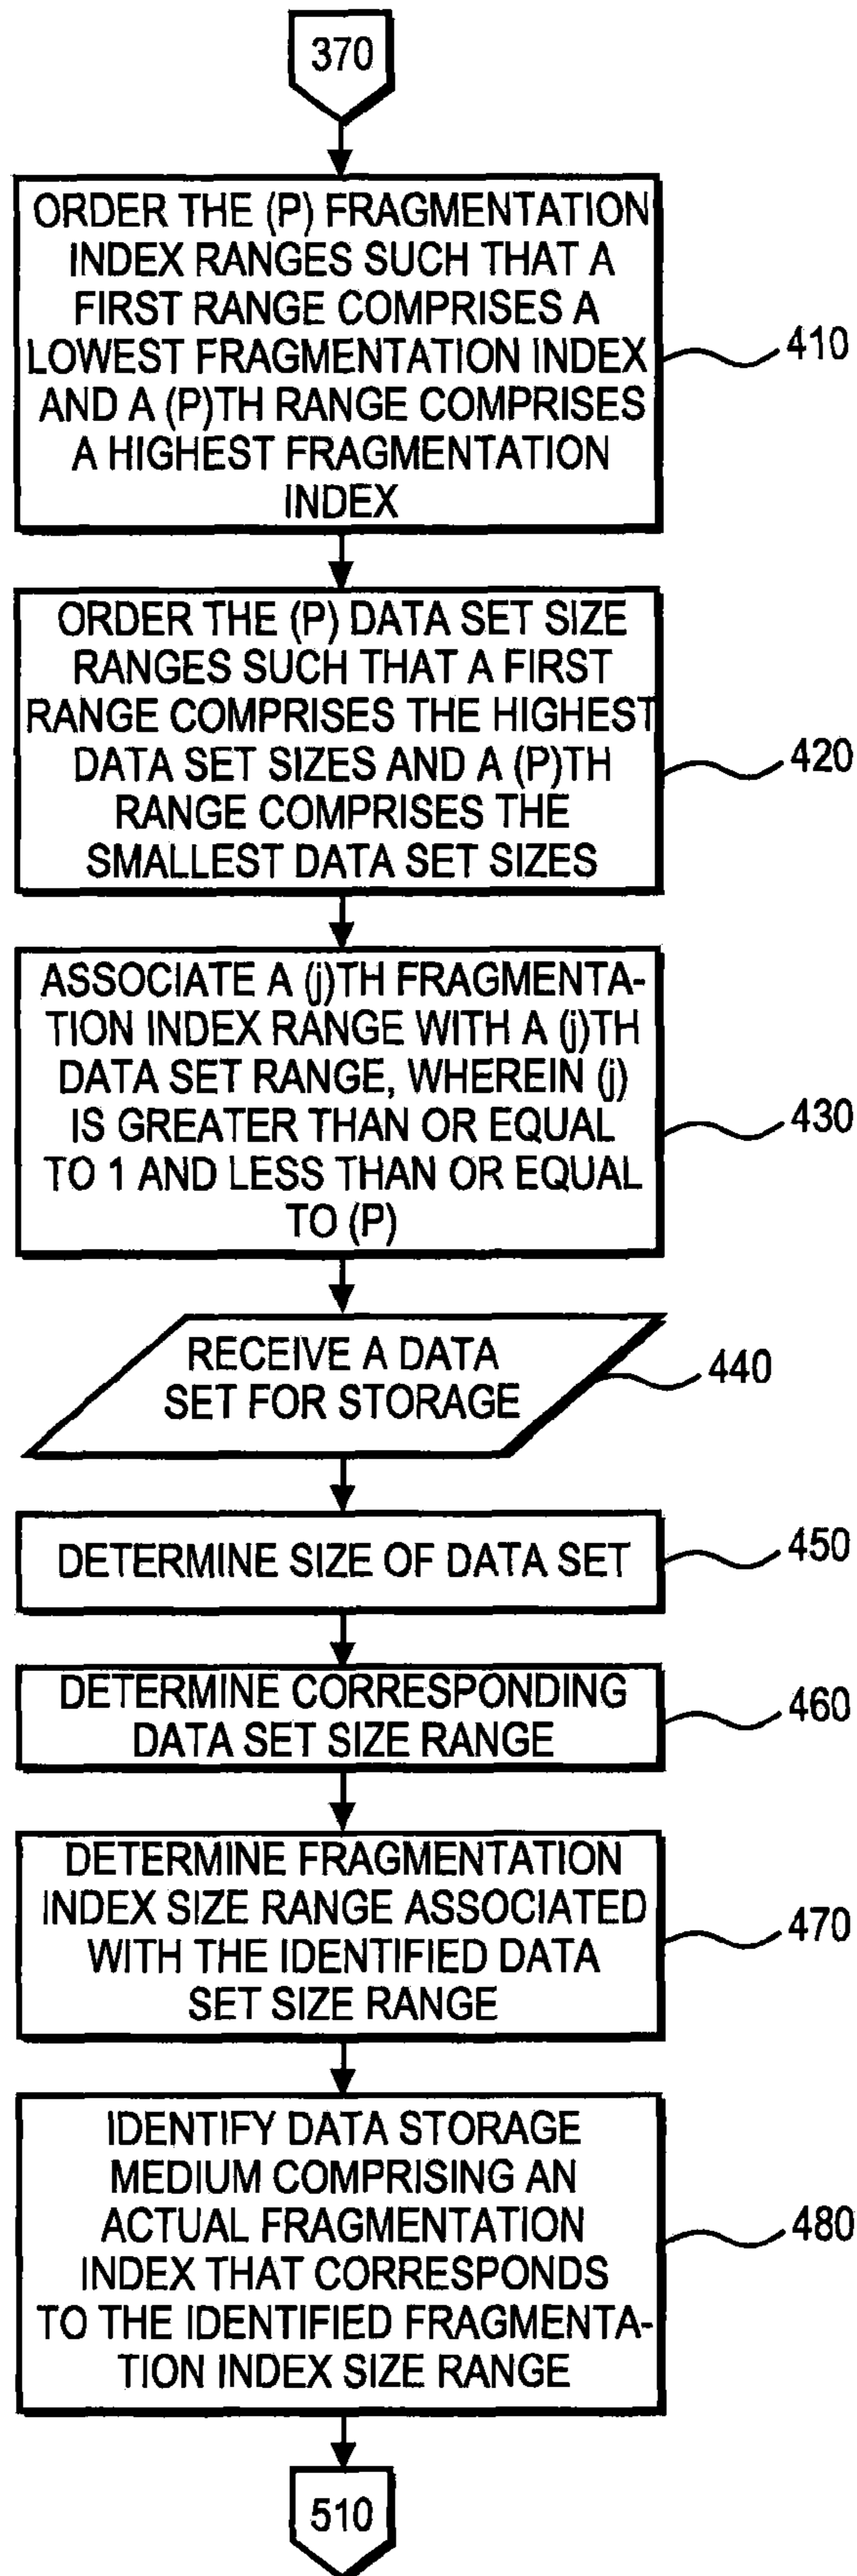 370
ORDER THE (P) FRAGMENTATION
INDEX RANGES SUCH THAT A
FIRST RANGE COMPRISES A
LOWEST FRAGMENTATION INDEX
AND A (P)TH RANGE COMPRISES
A HIGHEST FRAGMENTATION
INDEX
410
ORDER THE (P) DATA SET SIZE
RANGES SUCH THAT A FIRST
RANGE COMPRISES THE HIGHEST
DATA SET SIZES AND A (P)TH
RANGE COMPRISES THE
SMALLEST DATA SET SIZES
420
ASSOCIATE A (j)TH FRAGMENTA-
TION INDEX RANGE WITH A (j)TH
DATA SET RANGE, WHEREIN (j)
IS GREATER THAN OR EQUAL
TO 1 AND LESS THAN OR EQUAL
TO (P)
430
RECEIVE A DATA
SET FOR STORAGE
440
DETERMINE SIZE OF DATA SET
450
DETERMINE CORRESPONDING
DATA SET SIZE RANGE
460
DETERMINE FRAGMENTATION
INDEX SIZE RANGE ASSOCIATED
WITH THE IDENTIFIED DATA
SET SIZE RANGE
470
IDENTIFY DATA STORAGE
MEDIUM COMPRISING AN
ACTUAL FRAGMENTATION
INDEX THAT CORRESPONDS
TO THE IDENTIFIED FRAGMENTA-
TION INDEX SIZE RANGE
480
510